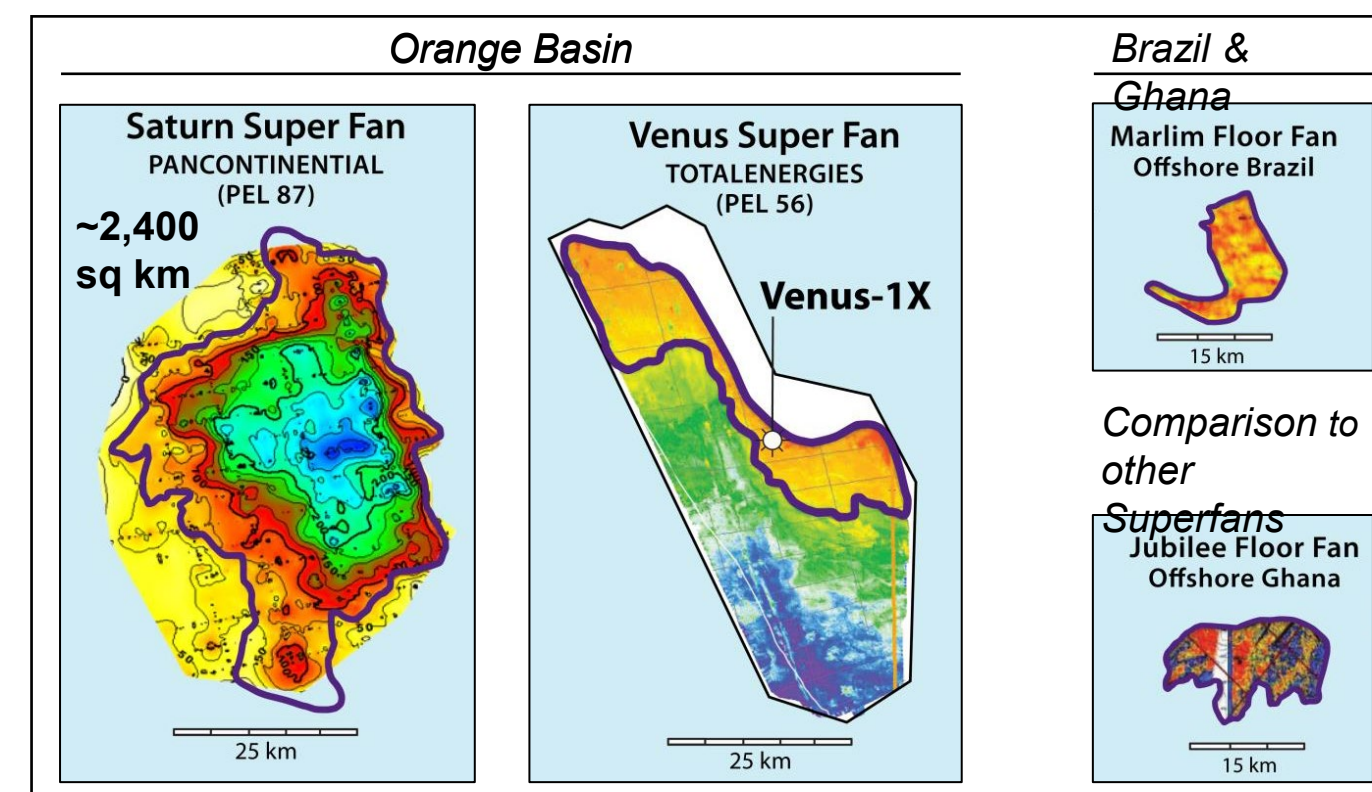 Orange Basin
Saturn Super Fan
PANCONTINENTIAL
(PEL 87)
~2,400
sq km
25 km
Venus Super Fan
TOTALENERGIES
(PEL 56)
Venus-1X
25 km
Brazil &
Ghana
Marlim Floor Fan
Offshore Brazil
15 km
Comparison to
other
Superfans
Jubilee Floor Fan
Offshore Ghana
15 km